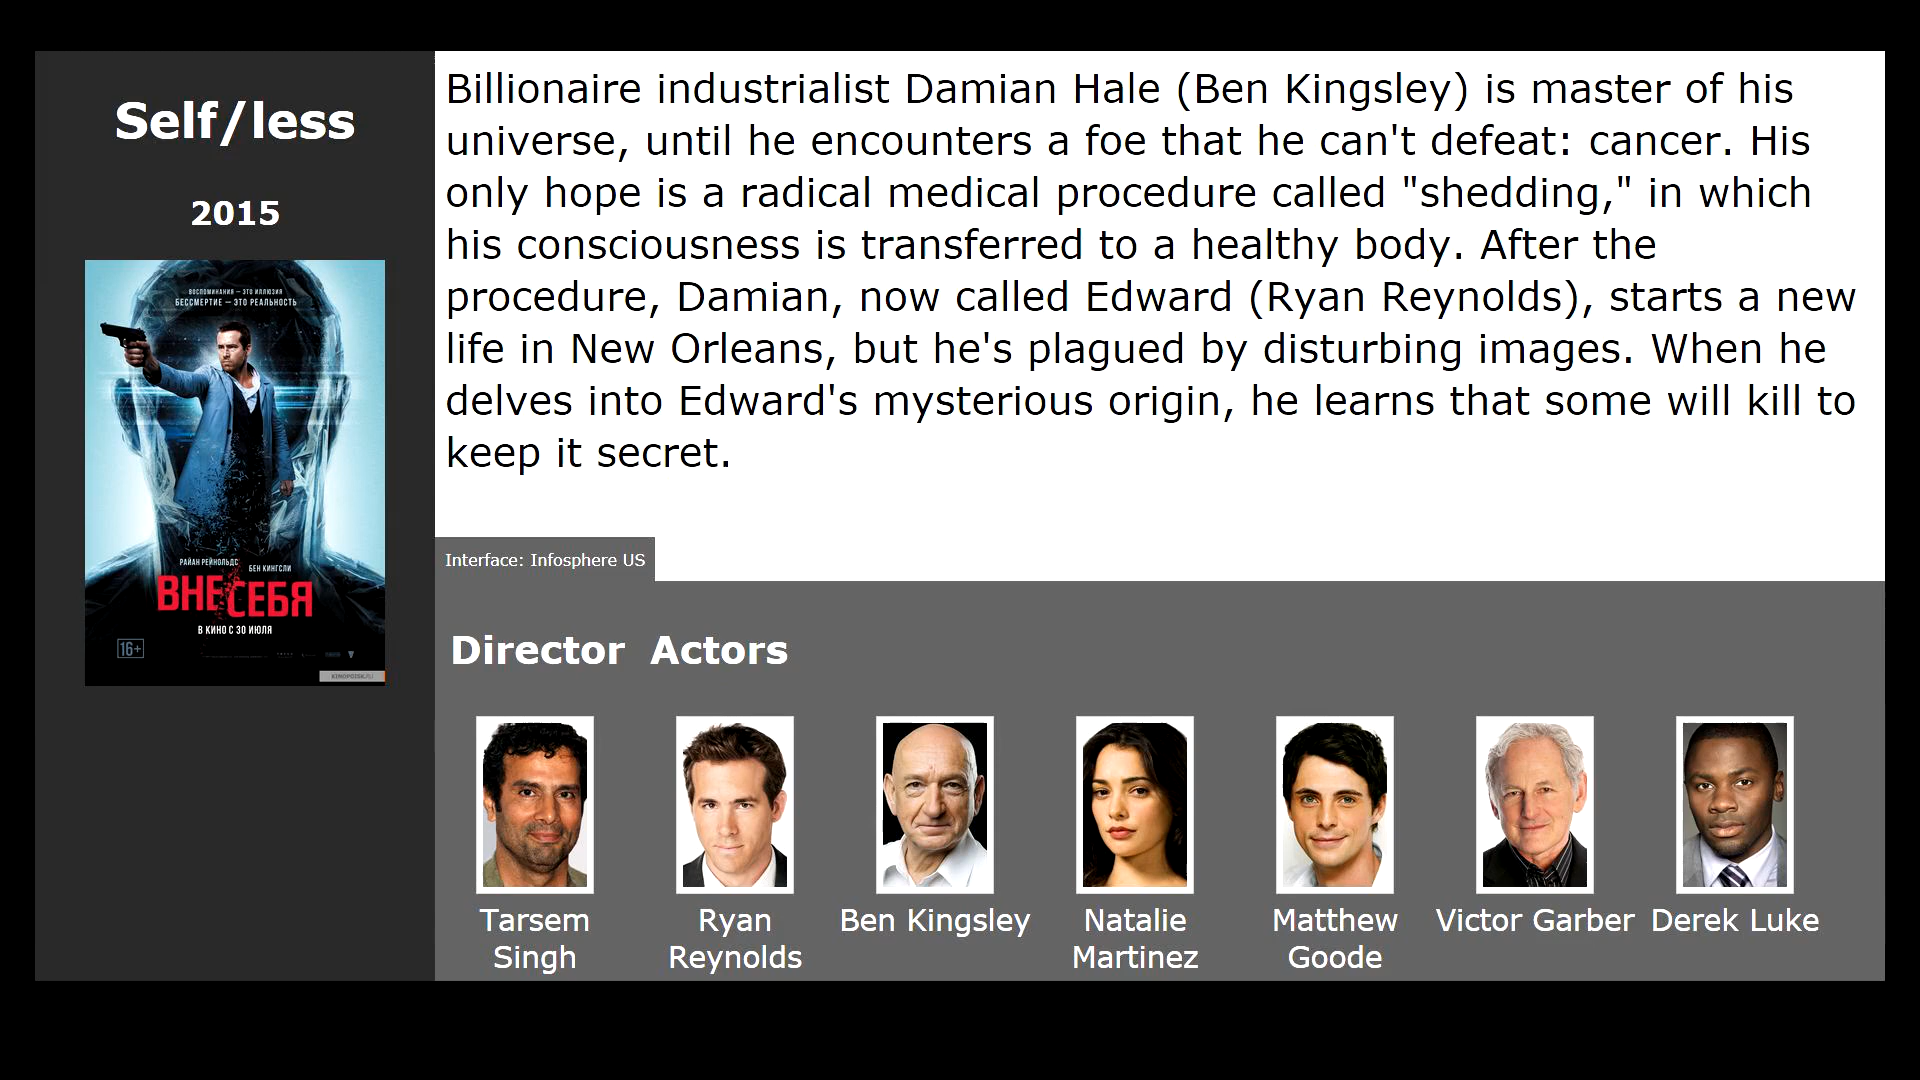 Self/less
2015
ВОСПОМИНАНИЯ — ЭТО ИЛЛЮЗИЯ
БЕССМЕРТИЕ — ЭТО РЕАЛЬНОСТЬ
РАЙАН РЕЙНОЛЬДС
БЕН КИНГСЛИ
ВНЕ/СЕБЯ
В КИНО С 30 ИЮЛЯ
16+
KINOPOISK.RU
Billionaire industrialist Damian Hale (Ben Kingsley) is master of his
universe, until he encounters a foe that he can't defeat: cancer. His
only hope is a radical medical procedure called "shedding," in which
his consciousness is transferred to a healthy body. After the
procedure, Damian, now called Edward (Ryan Reynolds), starts a new
life in New Orleans, but he's plagued by disturbing images. When he
delves into Edward's mysterious origin, he learns that some will kill to
keep it secret.
Interface: Infosphere US
Director Actors
Tarsem
Singh
Ryan
Reynolds
Ben Kingsley
Natalie
Martinez
Matthew
Goode
Victor Garber
Derek Luke